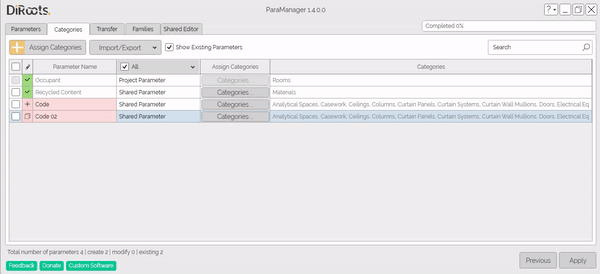 DiRoots.
ParaManager 1.4.0.0
?
Parameters Categories Transfer Families Shared Editor
Completed 0%
Assign Categories Import/Export Show Existing Parameters Search
Parameter Name All Assign Categories Categories
Occupant Project Parameter Categories... Rooms
Recycled Content Shared Parameter Categories... Materials
Code Shared Parameter Categories... Analytical Spaces, Casework, Ceilings, Columns, Curtain Panels, Curtain Systems, Curtain Wall Mullions, Doors, Electrical Eq
Code 02 Shared Parameter Categories... Analytical Spaces, Casework, Ceilings, Columns, Curtain Panels, Curtain Systems, Curtain Wall Mullions, Doors, Electrical Eq
Total number of parameters 4 | create 2 | modify 0 | existing 2
Feedback Donate Custom Software
Previous Apply